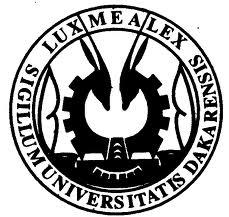 LUX MEA LEX
SIGILLUM UNIVERSITATIS DAKARENSIS